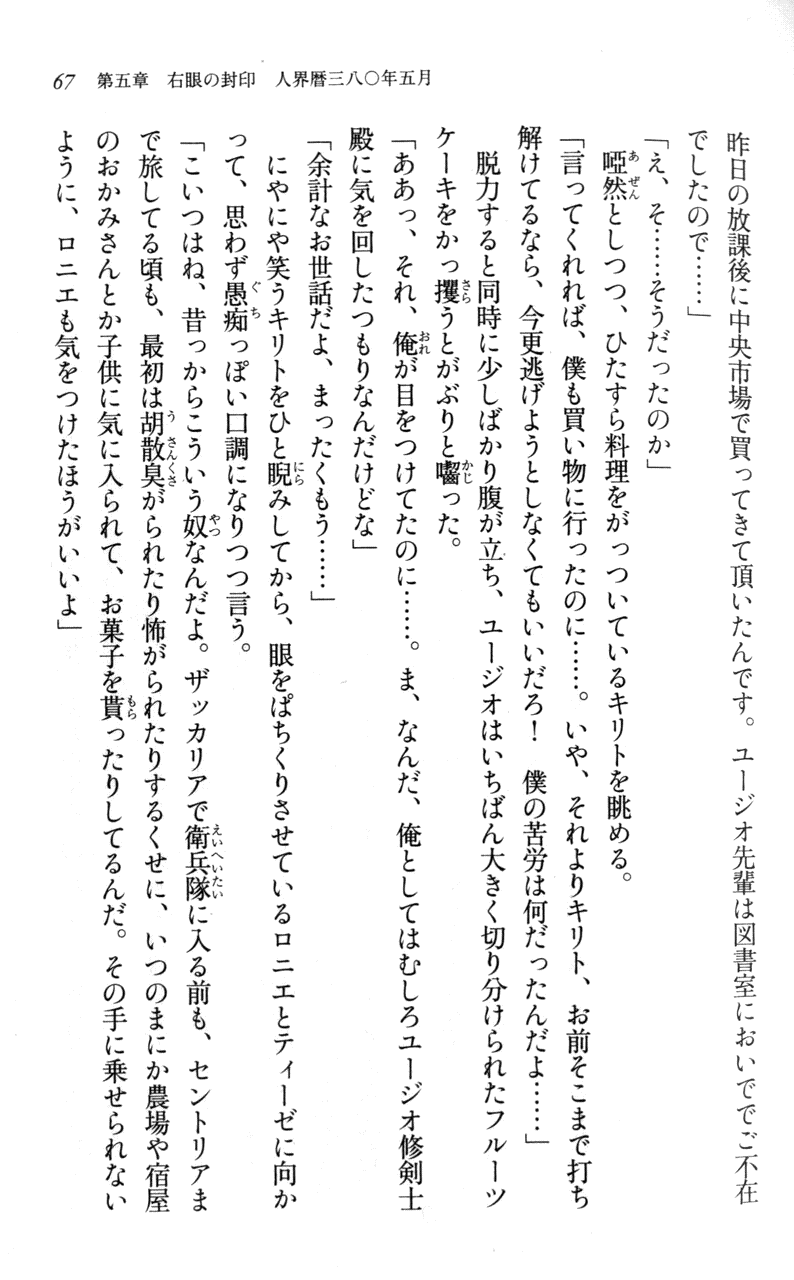 67　第五章　右眼の封印　人界暦三八〇年五月
昨日の放課後に中央市場で買ってきて頂いたんです。ユージオ先輩は図書室においででご不在
でしたので……」
「え、そ……そうだったのか」
　啞然としつつ、ひたすら料理をがっついているキリトを眺める。
「言ってくれれば、僕も買い物に行ったのに……。いや、それよりキリト、お前そこまで打ち
解けてるなら、今更逃げようとしなくてもいいだろ！　僕の苦労は何だったんだよ……」
　脱力すると同時に少しばかり腹が立ち、ユージオはいちばん大きく切り分けられたフルーツ
ケーキをかっ攫うとがぶりと嚙った。
「ああっ、それ、俺が目をつけてたのに……。ま、なんだ、俺としてはむしろユージオ修剣士
殿に気を回したつもりなんだけどな」
「余計なお世話だよ、まったくもう……」
　にやにや笑うキリトをひと睨みしてから、眼をぱちくりさせているロニエとティーゼに向か
って、思わず愚痴っぽい口調になりつつ言う。
「こいつはね、昔っからこういう奴なんだよ。ザッカリアで衛兵隊に入る前も、セントリアま
で旅してる頃も、最初は胡散臭がられたり怖がられたりするくせに、いつのまにか農場や宿屋
のおかみさんとか子供に気に入られて、お菓子を貰ったりしてるんだ。その手に乗せられない
ように、ロニエも気をつけたほうがいいよ」